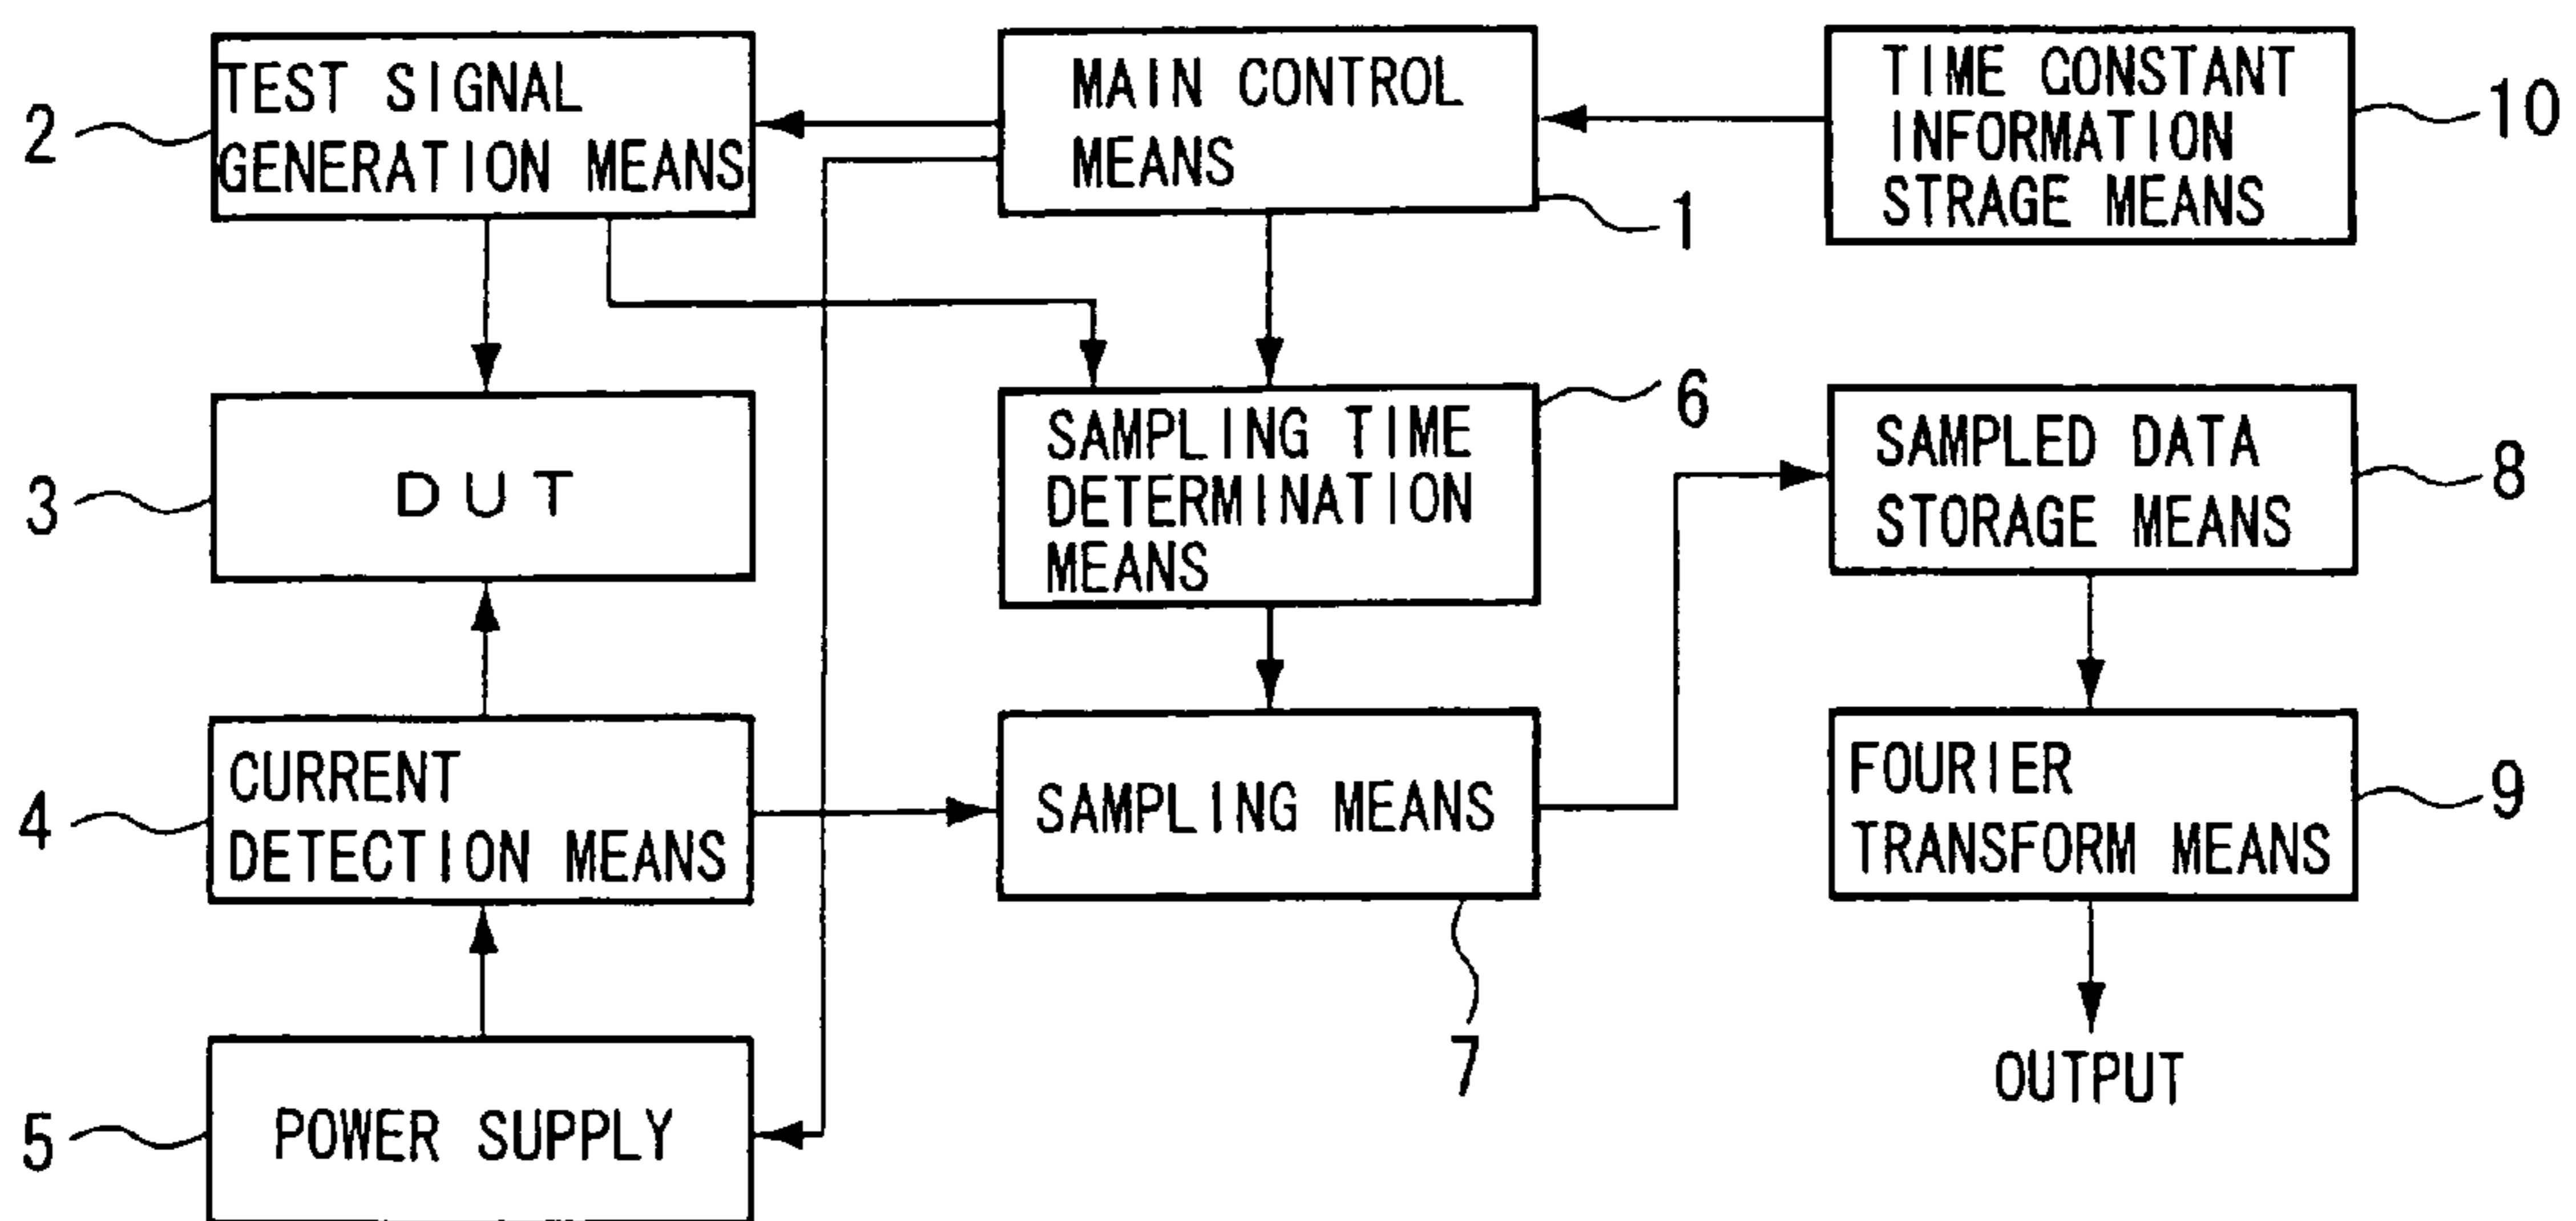 TEST SIGNAL
GENERATION MEANS
2
MAIN CONTROL
MEANS
1
TIME CONSTANT
INFORMATION
STRAGE MEANS
10
DUT
3
SAMPLING TIME
DETERMINATION
MEANS
6
SAMPLED DATA
STORAGE MEANS
8
CURRENT
DETECTION MEANS
4
SAMPLING MEANS
7
FOURIER
TRANSFORM MEANS
9
POWER SUPPLY
5
OUTPUT